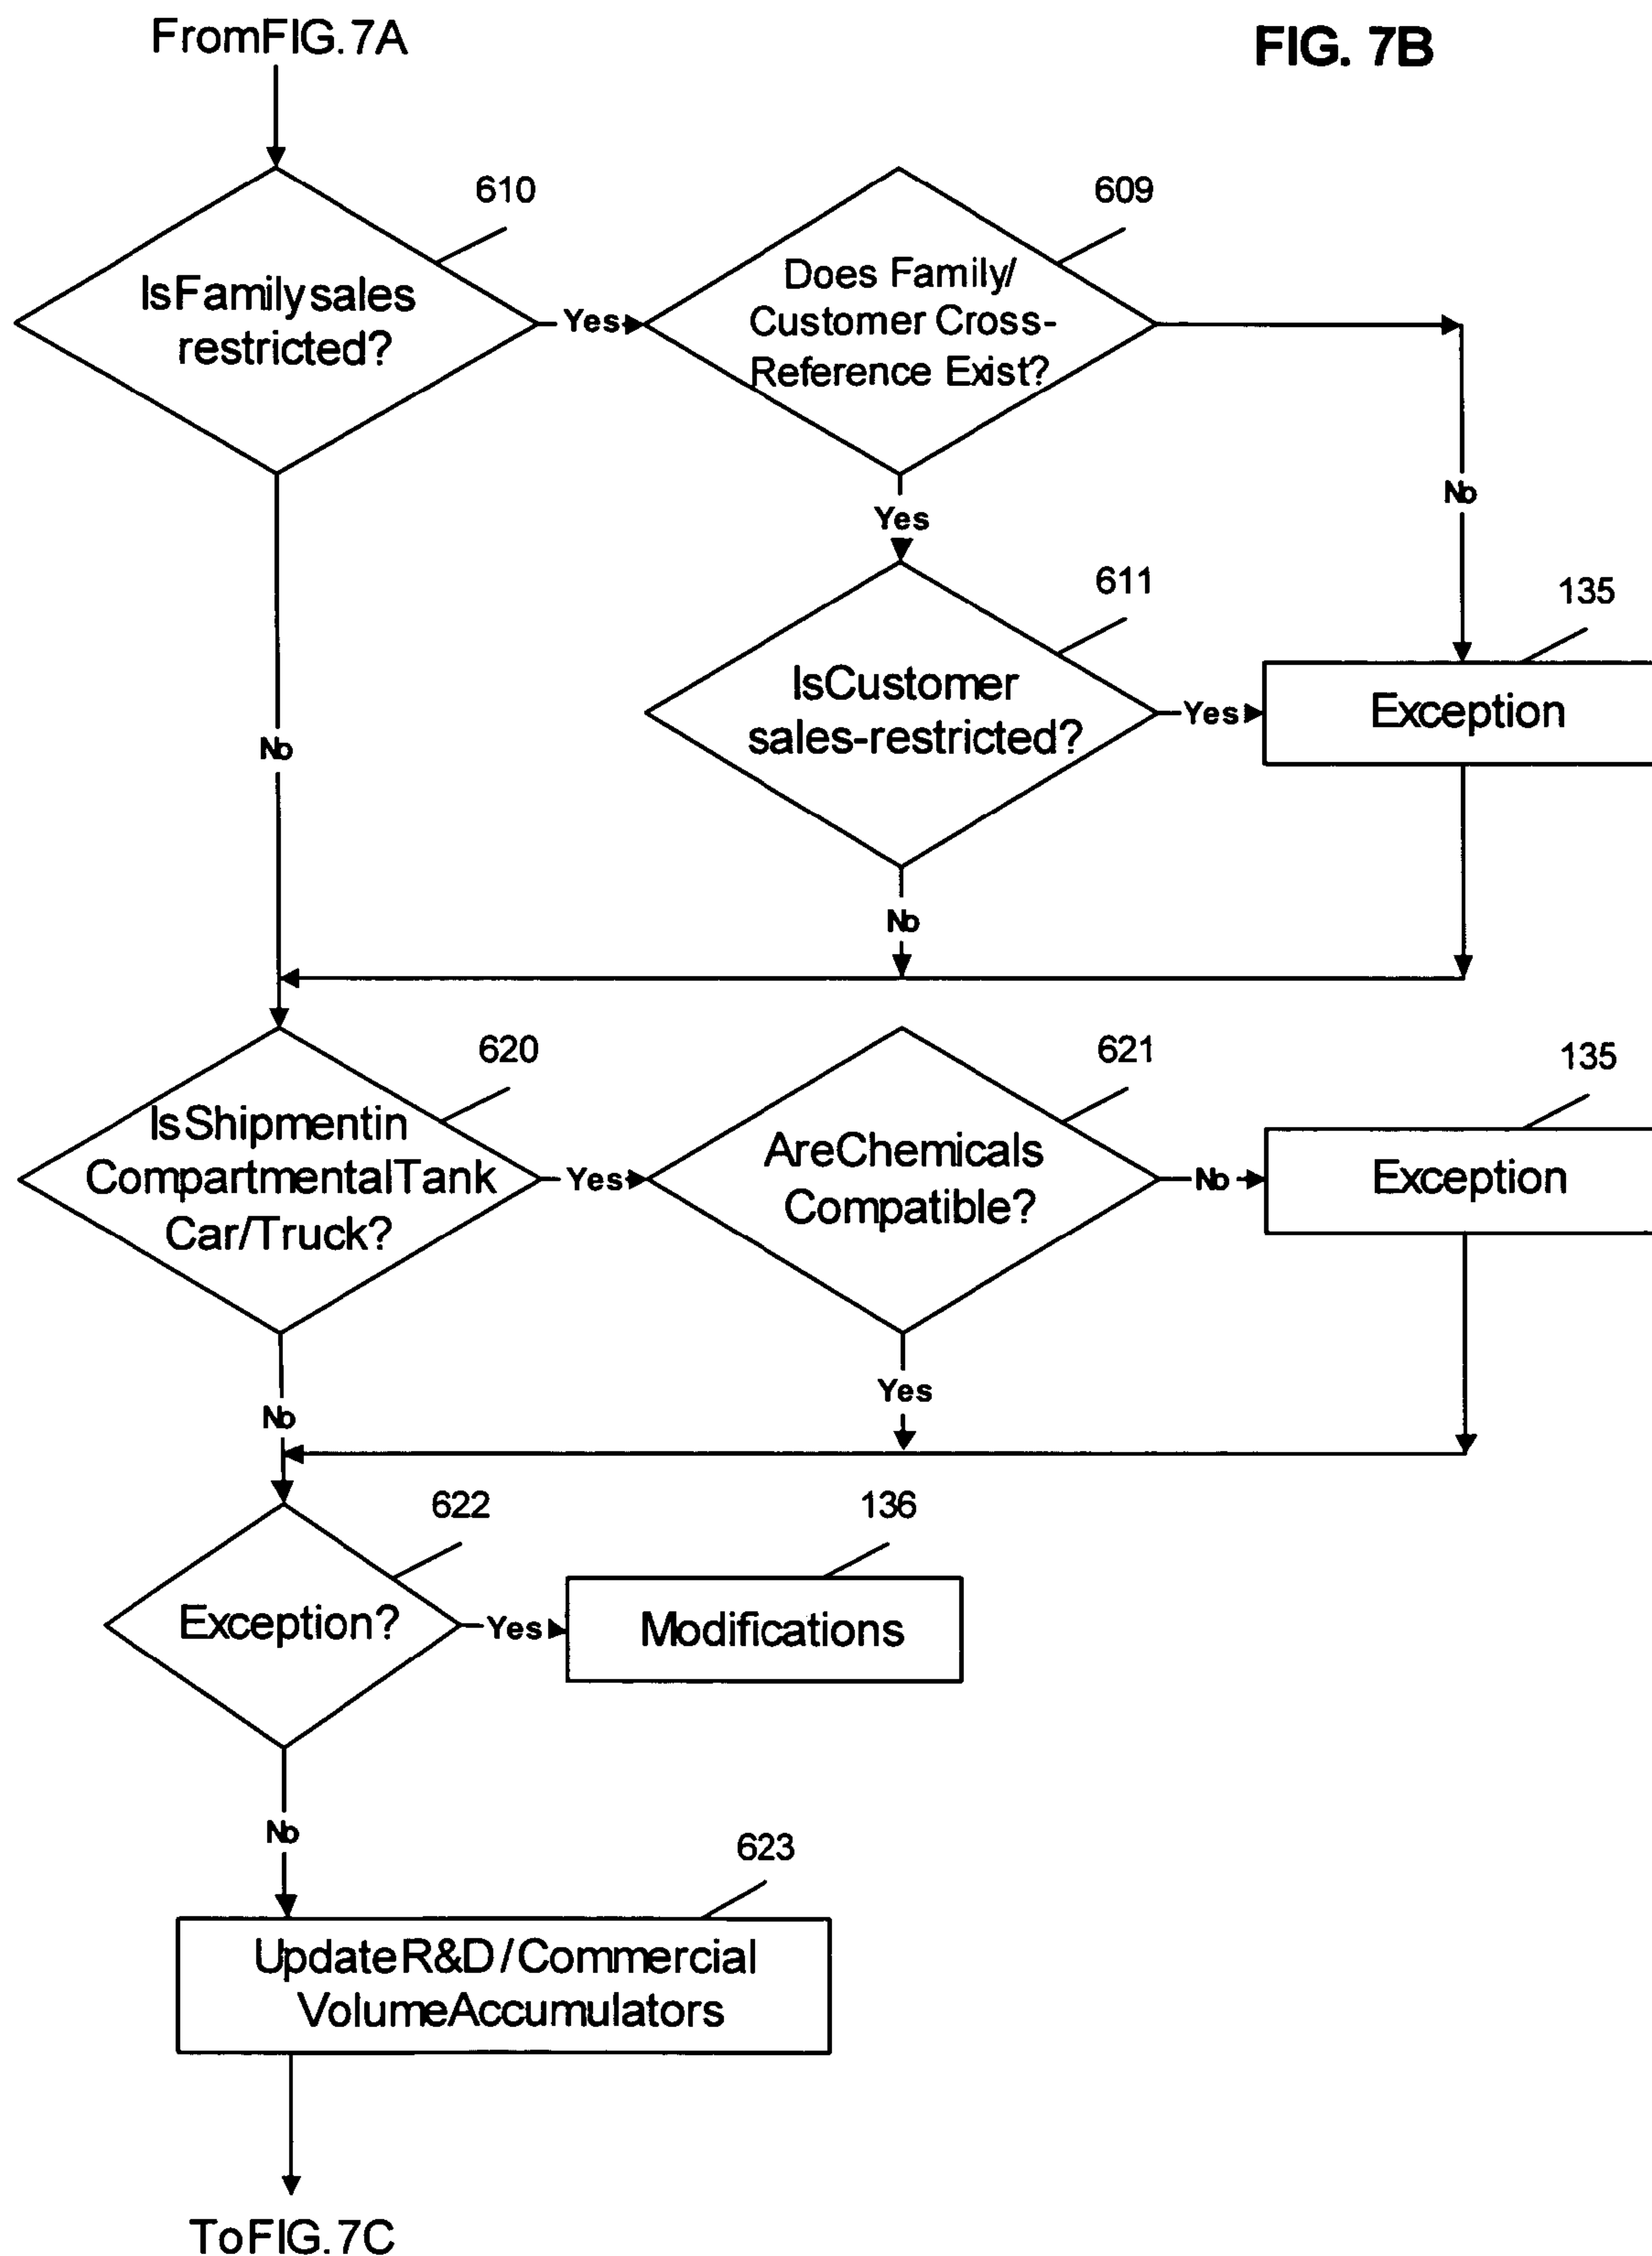 FromFIG. 7A
FIG. 7B
610
609
IsFamilysales
restricted?
Yes
Does Family/
Customer Cross-
Reference Exist?
No
Yes
611
135
IsCustomer
sales-restricted?
Yes
Exception
No
No
620
621
135
IsShipmentin
CompartmentalTank
Car/Truck?
Yes
AreChemicals
Compatible?
No
Exception
Yes
No
622
136
Exception?
Yes
Modifications
No
623
UpdateR&D/Commercial
VolumeAccumulators
ToFIG. 7C